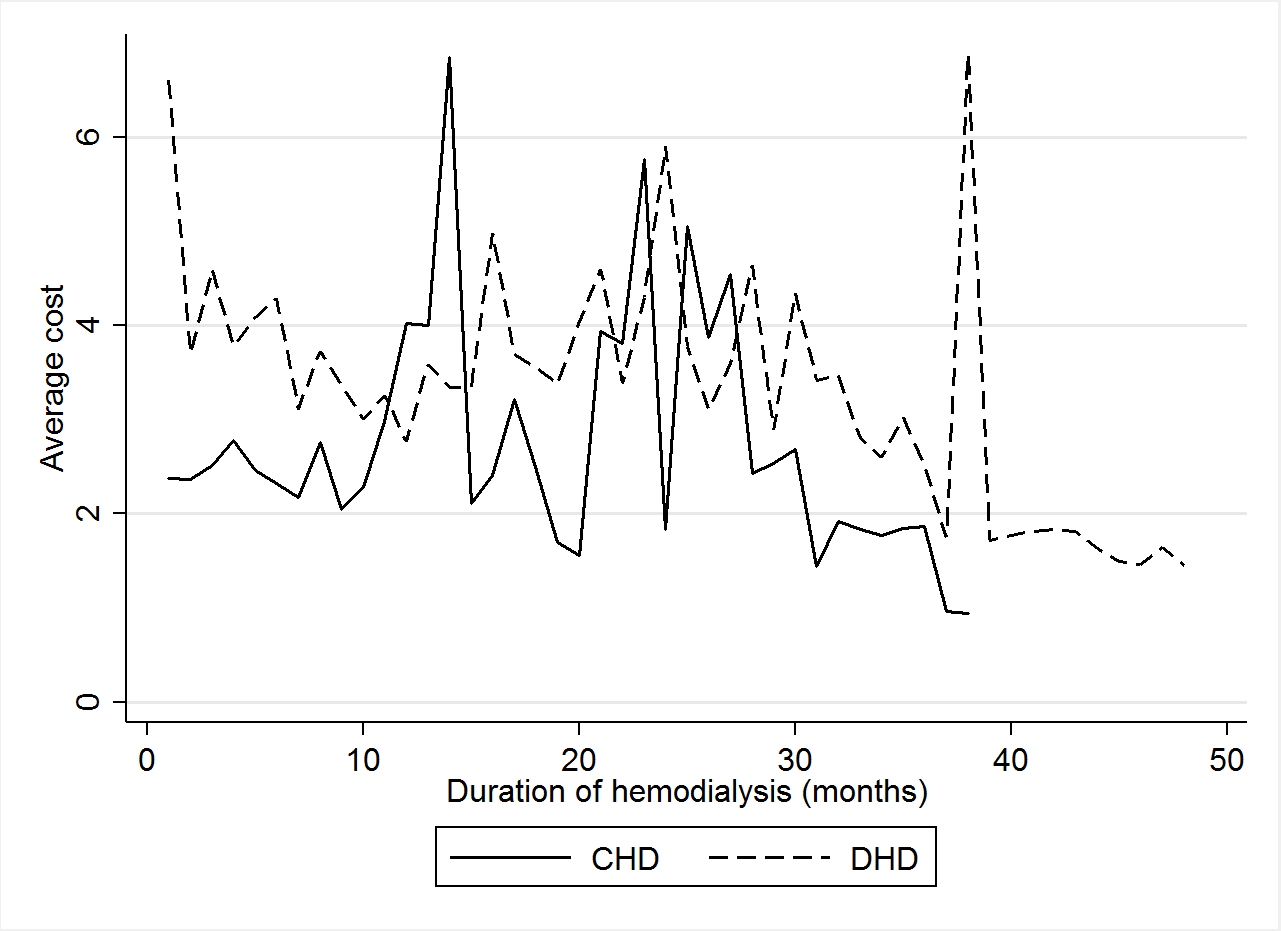 Average cost
6
4
2
0
0 10 20 30 40 50
Duration of hemodialysis (months)
CHD DHD